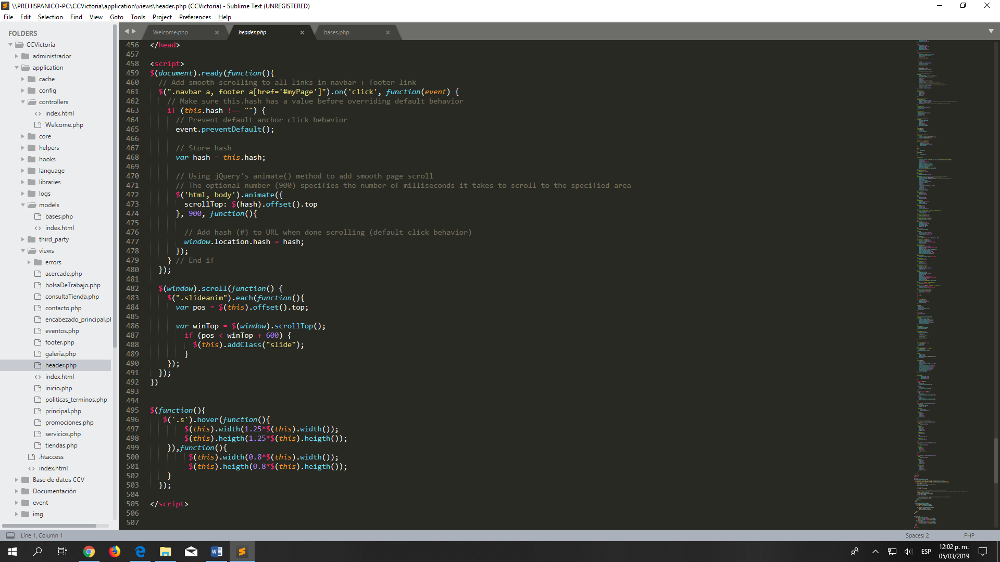 \\PREHISPANICO-PC\CCVictoria\application\views\header.php (CCVictoria) - Sublime Text (UNREGISTERED)
File Edit Selection Find View Goto Tools Project Preferences Help
FOLDERS
CCVictoria
administrador
application
cache
config
controllers
index.html
Welcome.php
core
helpers
hooks
language
libraries
logs
models
bases.php
index.html
third_party
views
errors
acercade.php
bolsaDeTrabajo.php
consultaTienda.php
contacto.php
encabezado_principal.pl
eventos.php
footer.php
galeria.php
header.php
index.html
inicio.php
politicas_terminos.php
principal.php
promociones.php
servicios.php
tiendas.php
.htaccess
index.html
Base de datos CCV
Documentación
event
img
Welcome.php header.php bases.php
456 </head>
457
458 <script>
459 $(document).ready(function(){
460 // Add smooth scrolling to all links in navbar + footer link
461 $(".navbar a, footer a[href='#myPage']").on('click', function(event) {
462 // Make sure this.hash has a value before overriding default behavior
463 if (this.hash !== "") {
464 // Prevent default anchor click behavior
465 event.preventDefault();
466
467 // Store hash
468 var hash = this.hash;
469
470 // Using jQuery's animate() method to add smooth page scroll
471 // The optional number (900) specifies the number of milliseconds it takes to scroll to the specified area
472 $('html, body').animate({
473 scrollTop: $(hash).offset().top
474 }, 900, function(){
475
476 // Add hash (#) to URL when done scrolling (default click behavior)
477 window.location.hash = hash;
478 });
479 } // End if
480 });
481
482 $(window).scroll(function() {
483 $(".slideanim").each(function(){
484 var pos = $(this).offset().top;
485
486 var winTop = $(window).scrollTop();
487 if (pos < winTop + 600) {
488 $(this).addClass("slide");
489 }
490 });
491 });
492 })
493
494
495 $(function(){
496 $('.s').hover(function(){
497 $(this).width(1.25*$(this).width());
498 $(this).heigth(1.25*$(this).heigth());
499 }),function(){
500 $(this).width(0.8*$(this).width());
501 $(this).heigth(0.8*$(this).heigth());
502 }
503 });
504
505 </script>
506
507
Line 1, Column 1 Spaces: 2 PHP
ESP
12:02 p. m.
05/03/2019